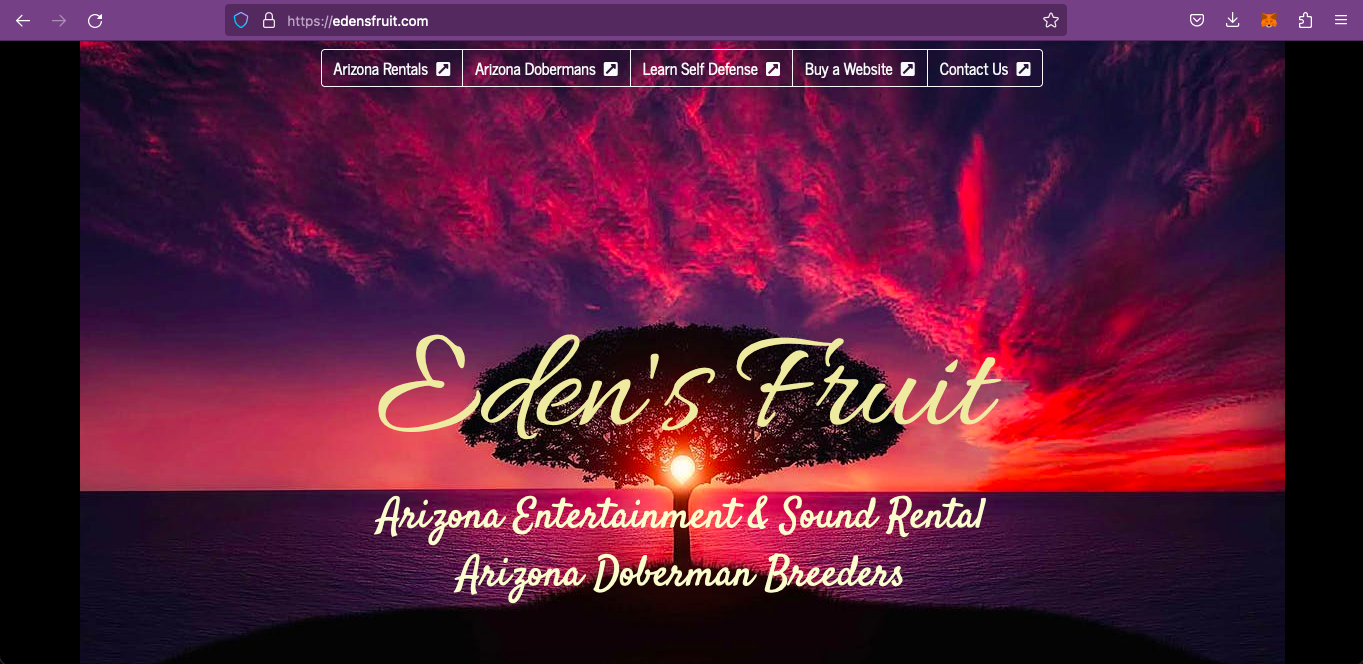 https://edensfruit.com
Arizona Rentals Arizona Dobermans Learn Self Defense Buy a Website Contact Us
Eden's Fruit
Arizona Entertainment & Sound Rental
Arizona Doberman Breeders